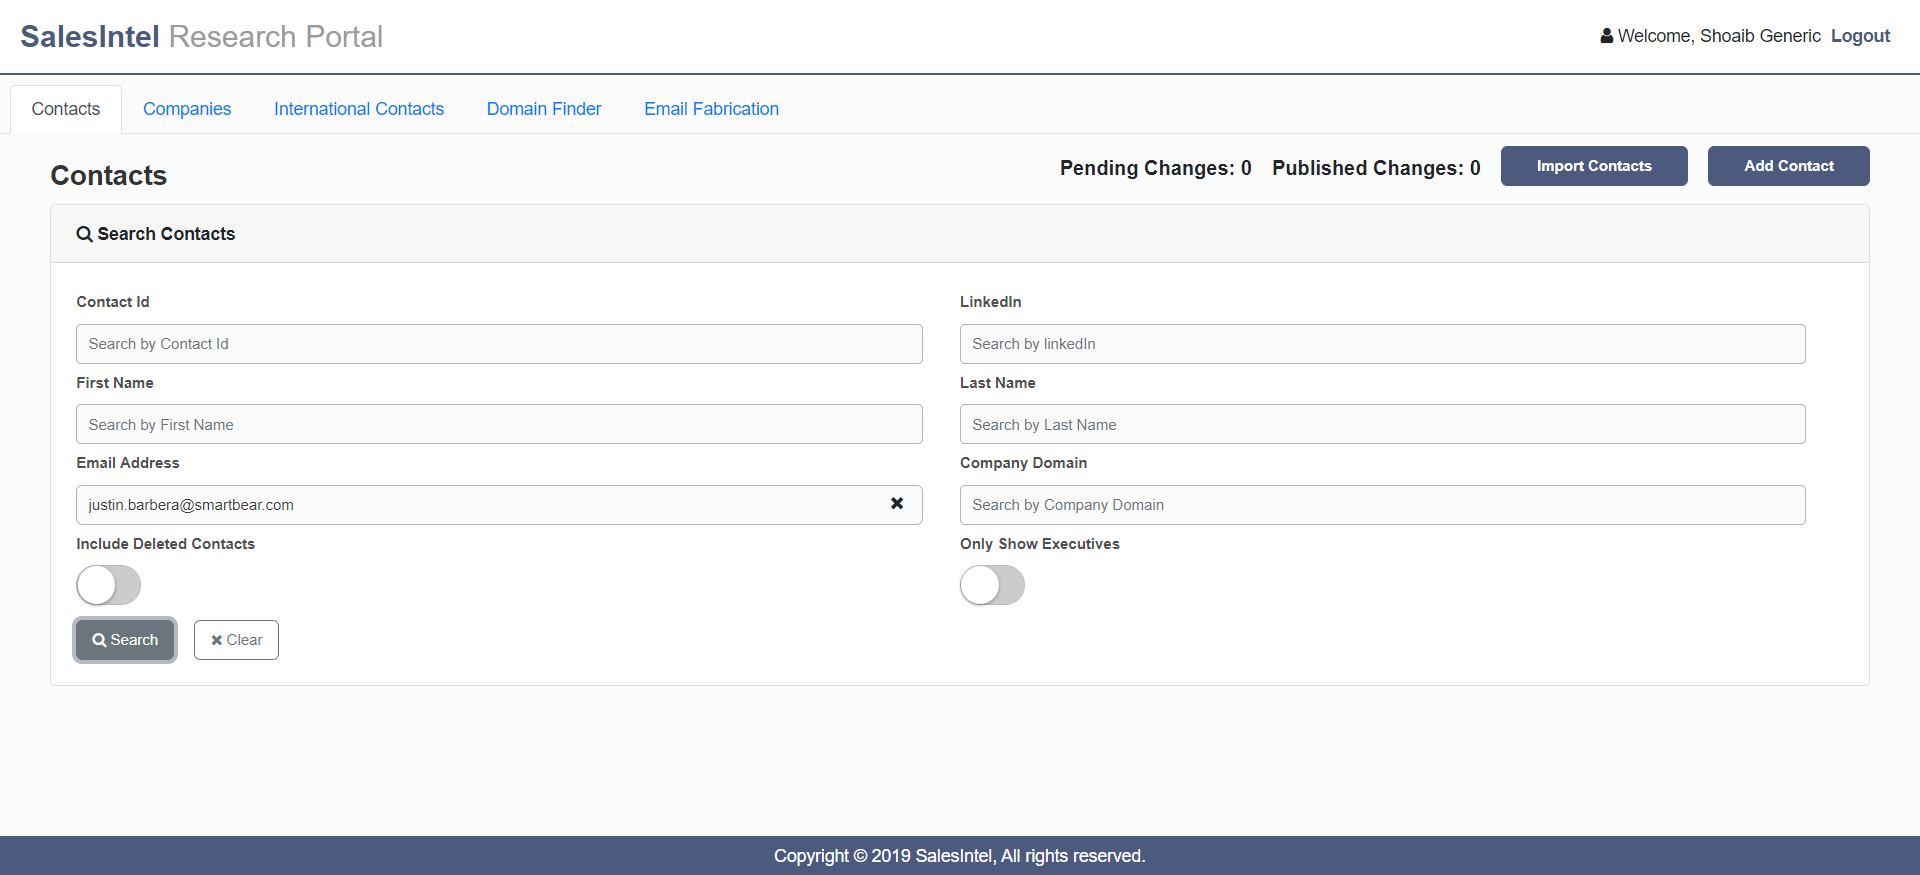 SalesIntel Research Portal
Welcome, Shoaib Generic Logout
Contacts Companies International Contacts Domain Finder Email Fabrication
Contacts
Pending Changes: 0 Published Changes: 0 Import Contacts Add Contact
Search Contacts
Contact Id LinkedIn
Search by Contact Id Search by linkedIn
First Name Last Name
Search by First Name Search by Last Name
Email Address Company Domain
justin.barbera@smartbear.com Search by Company Domain
Include Deleted Contacts Only Show Executives
Search Clear
Copyright © 2019 SalesIntel, All rights reserved.